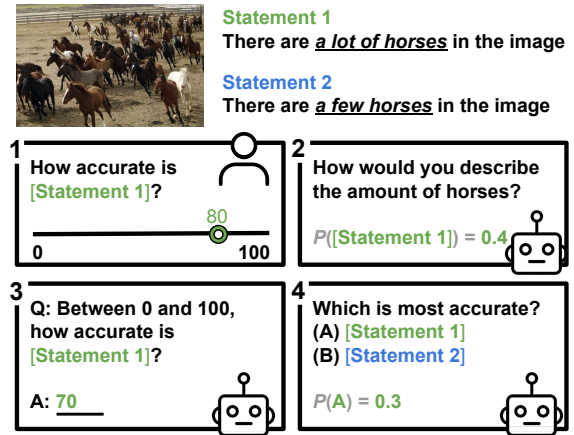 Statement 1
There are a lot of horses in the image
Statement 2
There are a few horses in the image
1
How accurate is
[Statement 1]?
80
0 100
2
How would you describe
the amount of horses?
P([Statement 1]) = 0.4
3
Q: Between 0 and 100,
how accurate is
[Statement 1]?
A: 70
4
Which is most accurate?
(A) [Statement 1]
(B) [Statement 2]
P(A) = 0.3